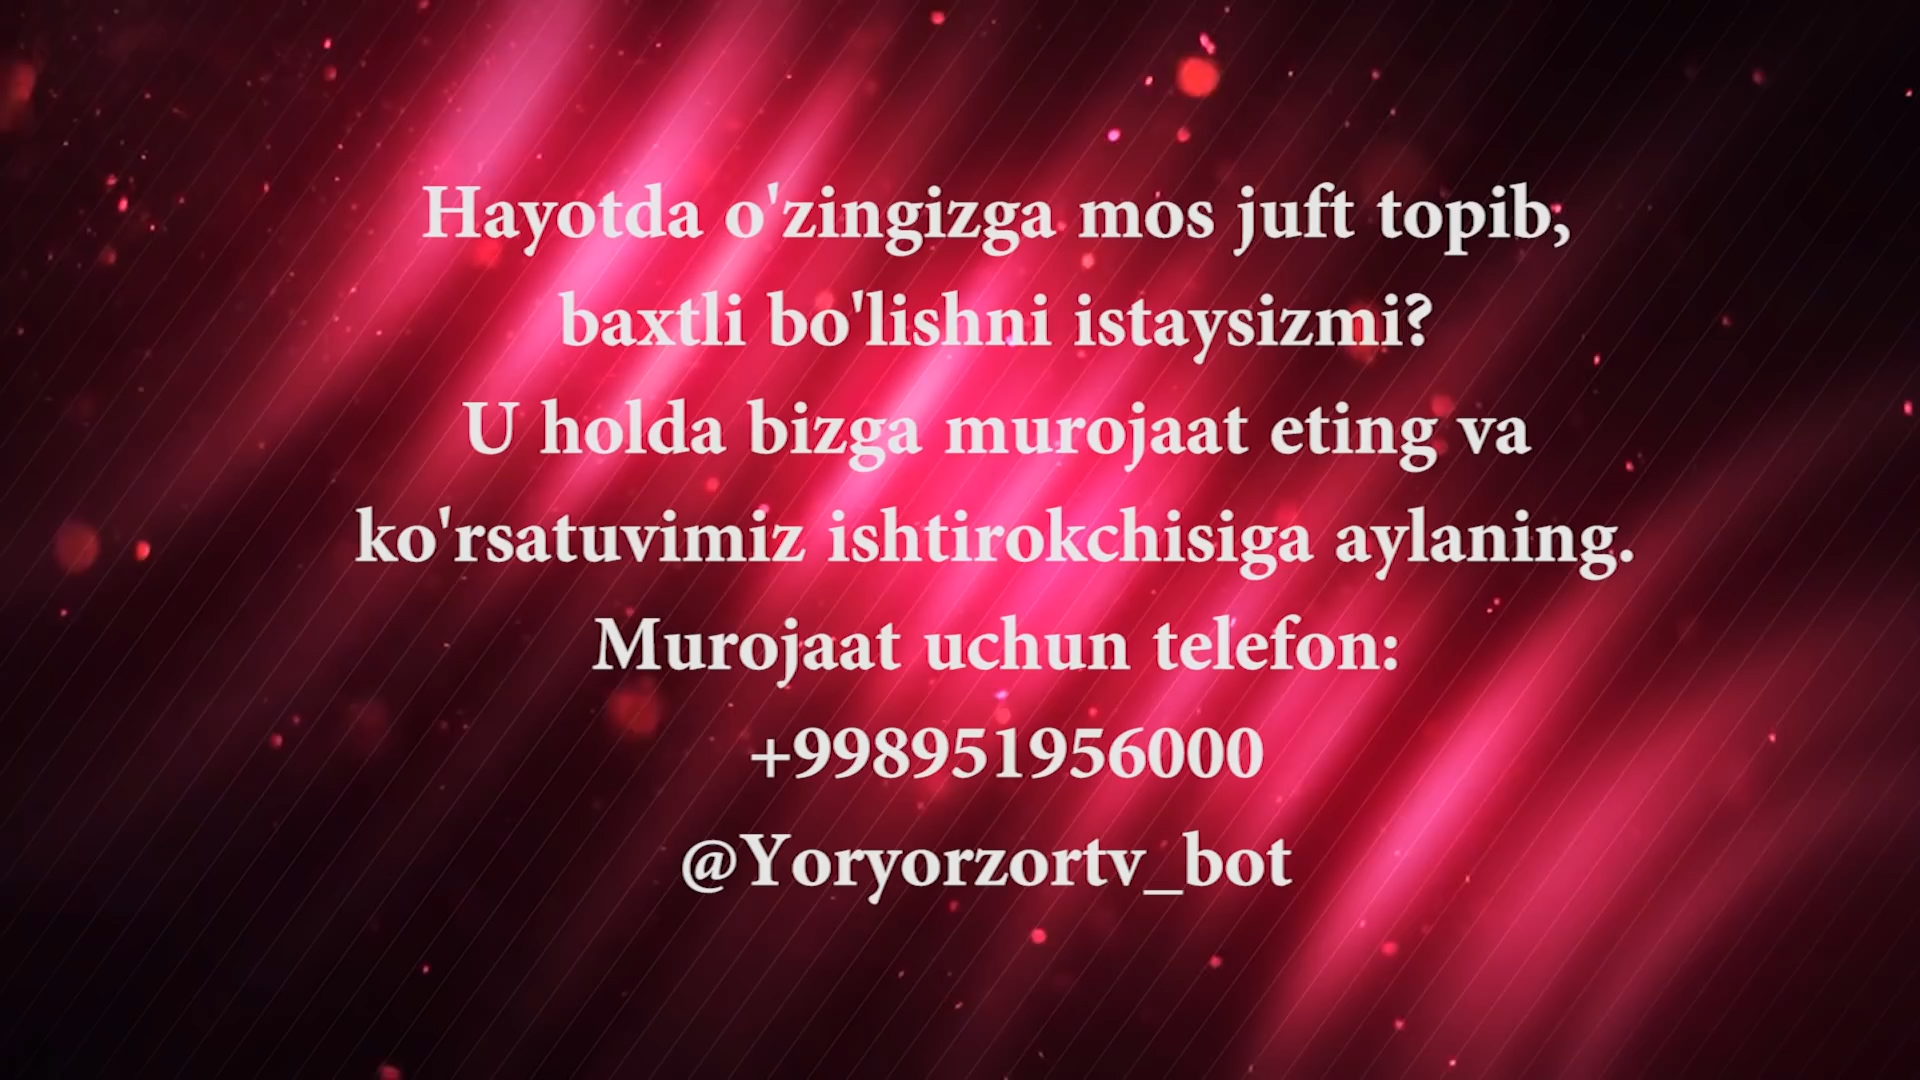 Hayotda o'zingizga mos juft topib,
baxtli bo'lishni istaysizmi?
U holda bizga murojaat eting va
ko'rsatuvimiz ishtirokchisiga aylaning.
Murojaat uchun telefon:
+998951956000
@Yoryorzortv_bot